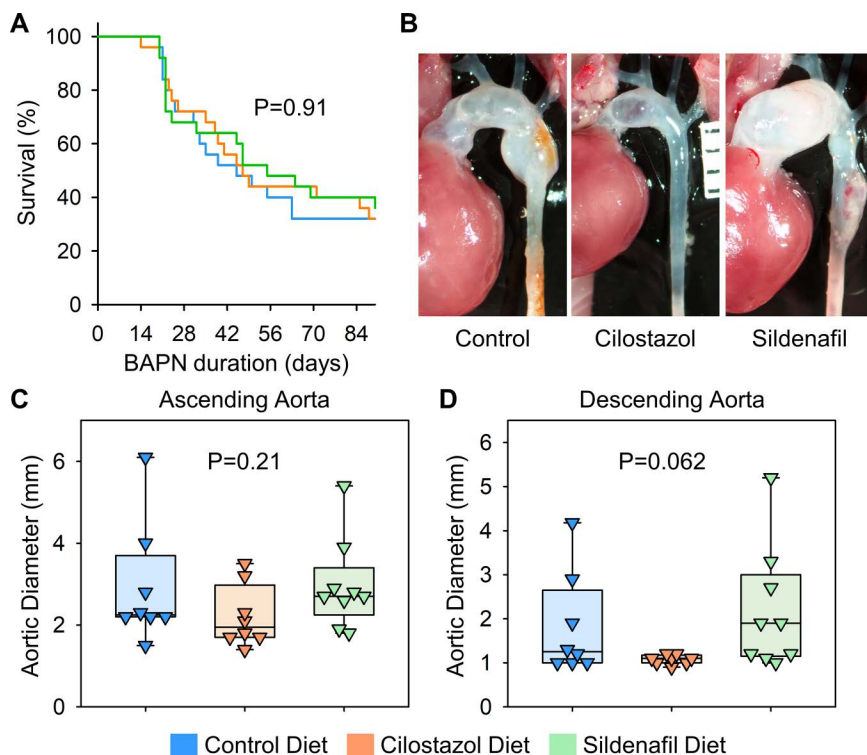 A
100
80
60
40
20
0
Survival (%)
P=0.91
0 14 28 42 56 70 84
BAPN duration (days)
B
Control Cilostazol Sildenafil
C
Ascending Aorta
P=0.21
6
4
2
0
Aortic Diameter (mm)
D
Descending Aorta
P=0.062
6
5
4
3
2
1
0
Aortic Diameter (mm)
Control Diet Cilostazol Diet Sildenafil Diet